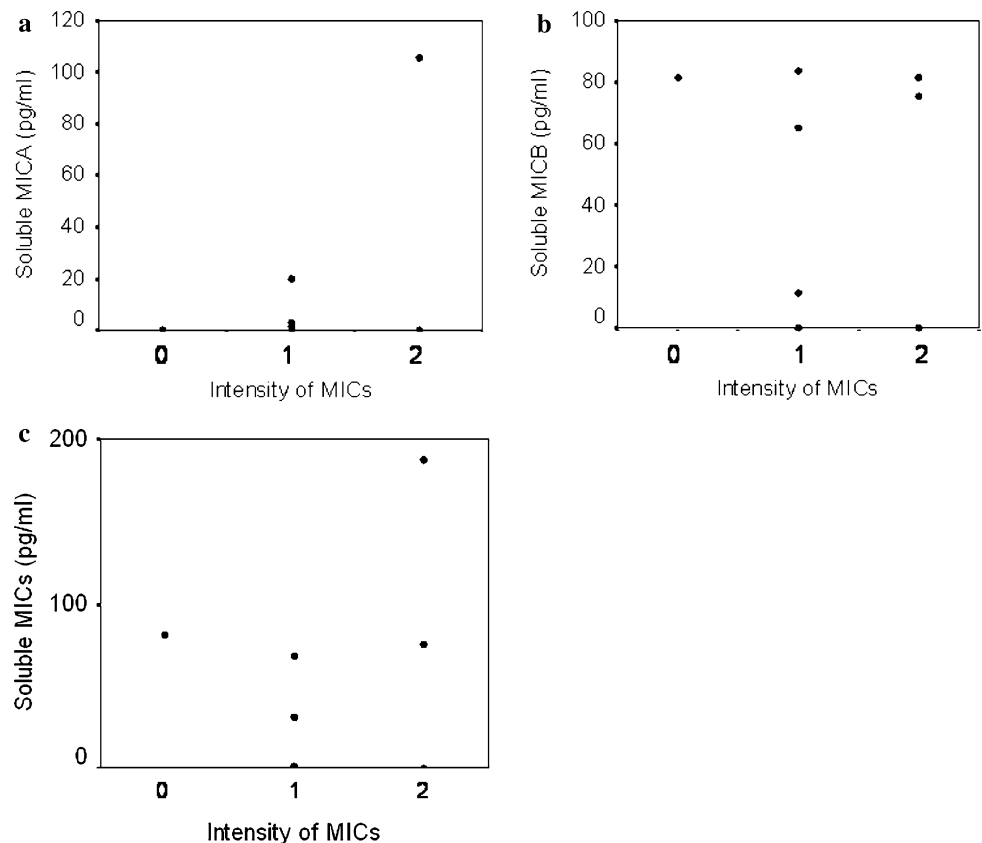 a
Soluble MICA (pg/ml)
120
100
80
60
40
20
0
0 1 2
Intensity of MICs
b
Soluble MICB (pg/ml)
100
80
60
40
20
0
0 1 2
Intensity of MICs
c
Soluble MICs (pg/ml)
200
100
0
0 1 2
Intensity of MICs